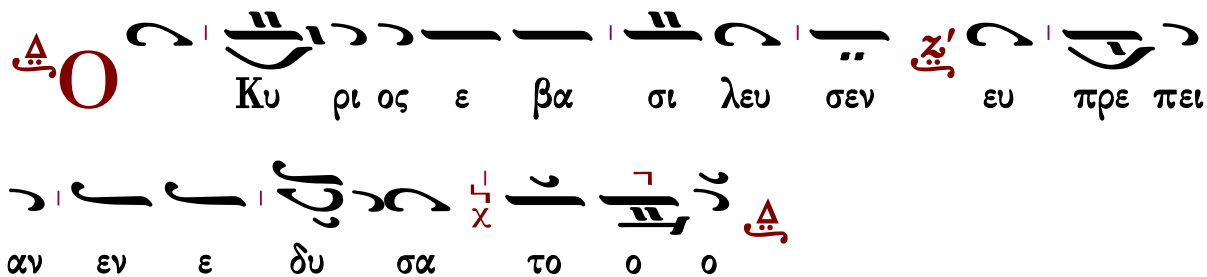 Ο Κυ ρι ος ε βα σι λευ σεν ευ πρε πει
αν εν ε δυ σα το ο ο